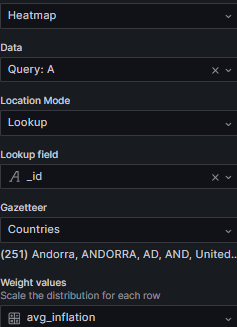 Heatmap
Data
Query: A
Location Mode
Lookup
Lookup field
_id
Gazetteer
Countries
(251) Andorra, ANDORRA, AD, AND, United..
Weight values
Scale the distribution for each row
avg_inflation